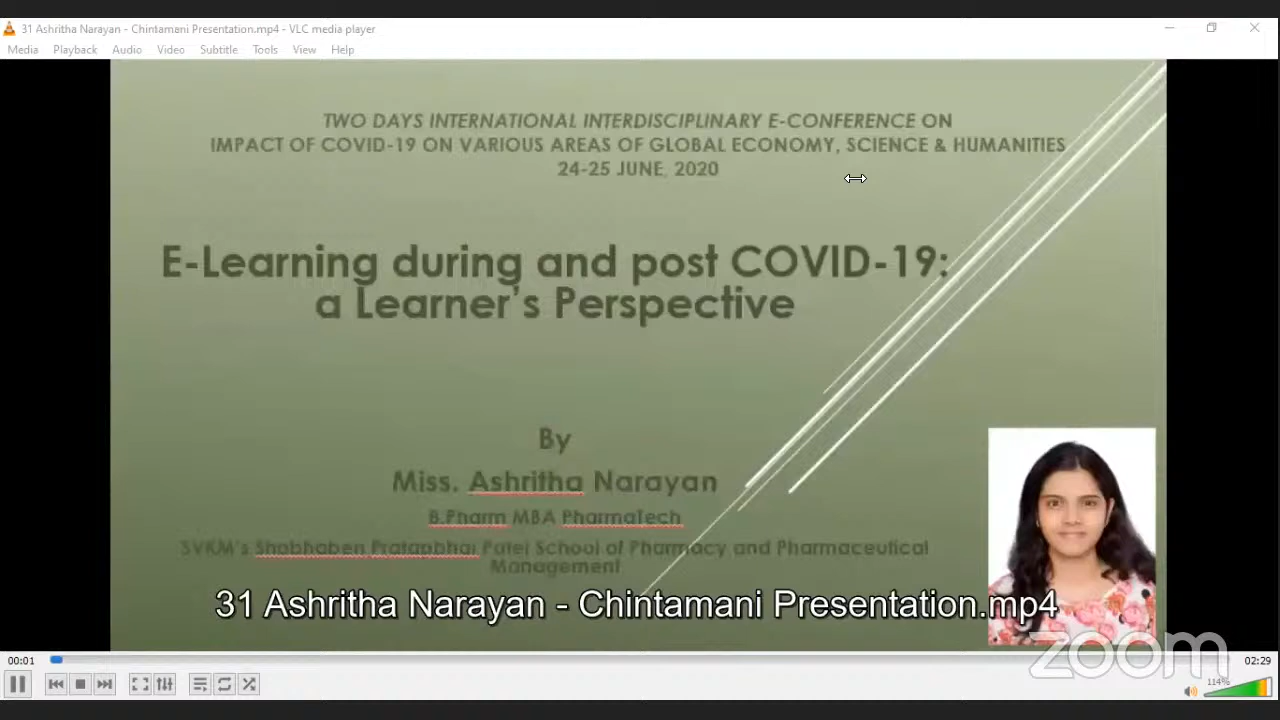 31 Ashritha Narayan - Chintamani Presentation.mp4 - VLC media player
Media Playback Audio Video Subtitle Tools View Help
TWO DAYS INTERNATIONAL INTERDISCIPLINARY E-CONFERENCE ON
IMPACT OF COVID-19 ON VARIOUS AREAS OF GLOBAL ECONOMY, SCIENCE & HUMANITIES
24-25 JUNE, 2020
E-Learning during and post COVID-19:
a Learner's Perspective
By
Miss. Ashritha Narayan
B.Pharm MBA PharmaTech
SVKM's Shobhaben Pratapbhai Patel School of Pharmacy and Pharmaceutical
Management
31 Ashritha Narayan - Chintamani Presentation.mp4
zoom
00:01 02:29
114%